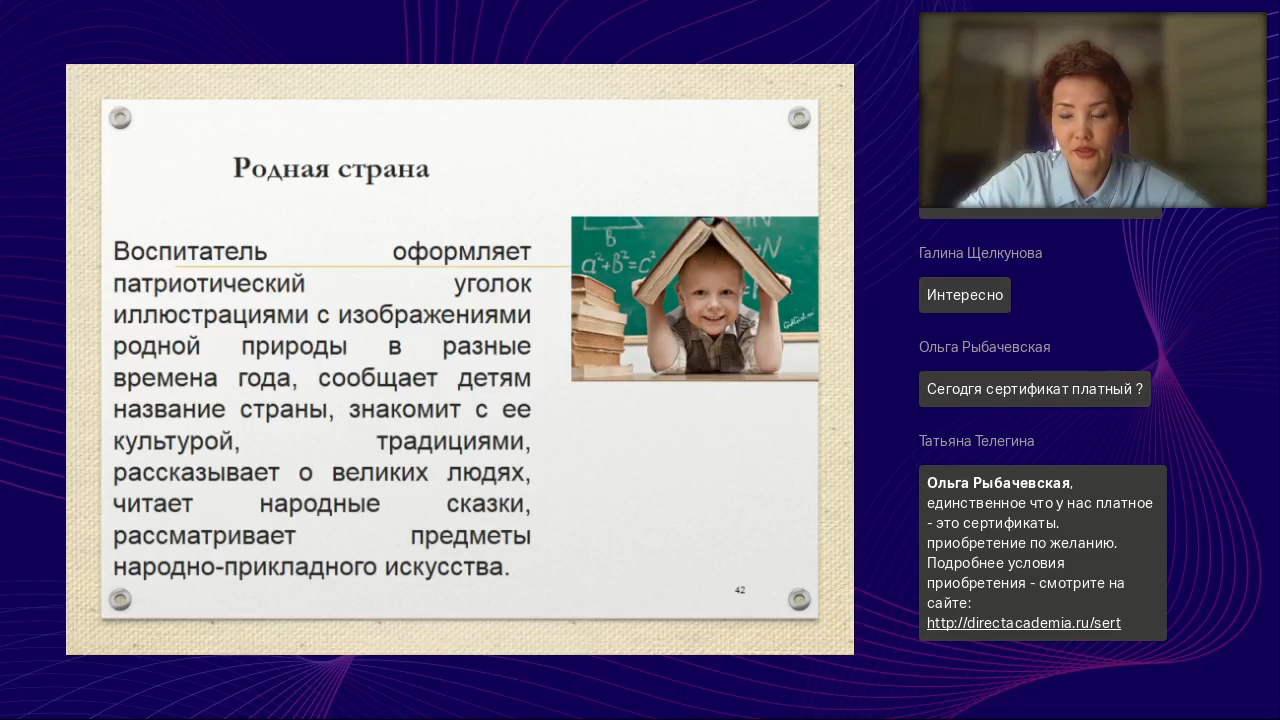 Родная страна
Воспитатель оформляет
патриотический уголок
иллюстрациями с изображениями
родной природы в разные
времена года, сообщает детям
название страны, знакомит с ее
культурой, традициями,
рассказывает о великих людях,
читает народные сказки,
рассматривает предметы
народно-прикладного искусства.
42
Галина Щелкунова
Интересно
Ольга Рыбачевская
Сегодгя сертификат платный ?
Татьяна Телегина
Ольга Рыбачевская,
единственное что у нас платное
- это сертификаты.
приобретение по желанию.
Подробнее условия
приобретения - смотрите на
сайте:
http://directacademia.ru/sert